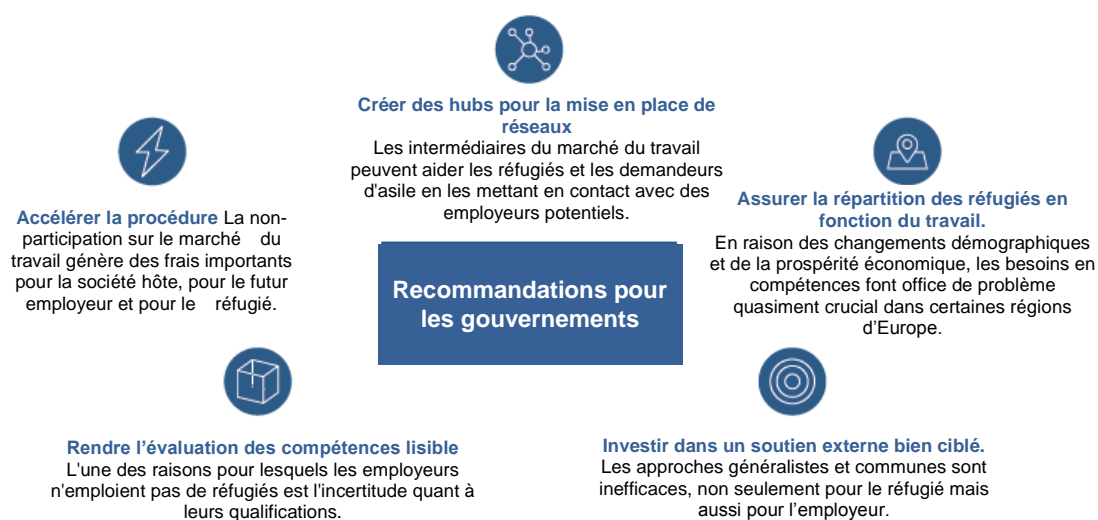 Créer des hubs pour la mise en place de
réseaux
Les intermédiaires du marché du travail
peuvent aider les réfugiés et les demandeurs
d'asile en les mettant en contact avec des
employeurs potentiels.
Accélérer la procédure La non-
participation sur le marché du
travail génère des frais importants
pour la société hôte, pour le futur
employeur et pour le réfugié.
Assurer la répartition des réfugiés en
fonction du travail.
En raison des changements démographiques
et de la prospérité économique, les besoins en
compétences font office de problème
quasiment crucial dans certaines régions
d’Europe.
Recommandations pour
les gouvernements
Rendre l’évaluation des compétences lisible
L'une des raisons pour lesquels les employeurs
n'emploient pas de réfugiés est l'incertitude quant à
leurs qualifications.
Investir dans un soutien externe bien ciblé.
Les approches généralistes et communes sont
inefficaces, non seulement pour le réfugié mais
aussi pour l’employeur.